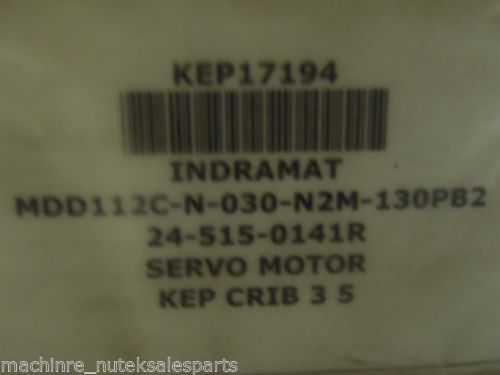 KEP17194
INDRAMAT
MDD112C-N-030-N2M-130PB2
24-515-0141R
SERVO MOTOR
KEP CRIB 3 5
machinre_nuteksalesparts